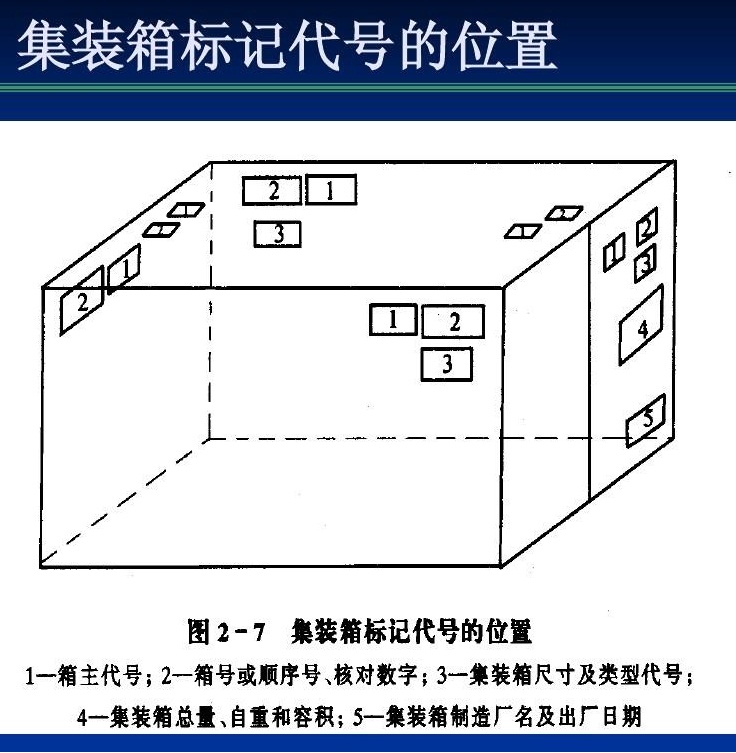 集装箱标记代号的位置
2 1
3
1 2
3
1
2
1 2
3
4
5
图2-7 集装箱标记代号的位置
1—箱主代号；2—箱号或顺序号、核对数字；3—集装箱尺寸及类型代号；
4—集装箱总量、自重和容积；5—集装箱制造厂名及出厂日期